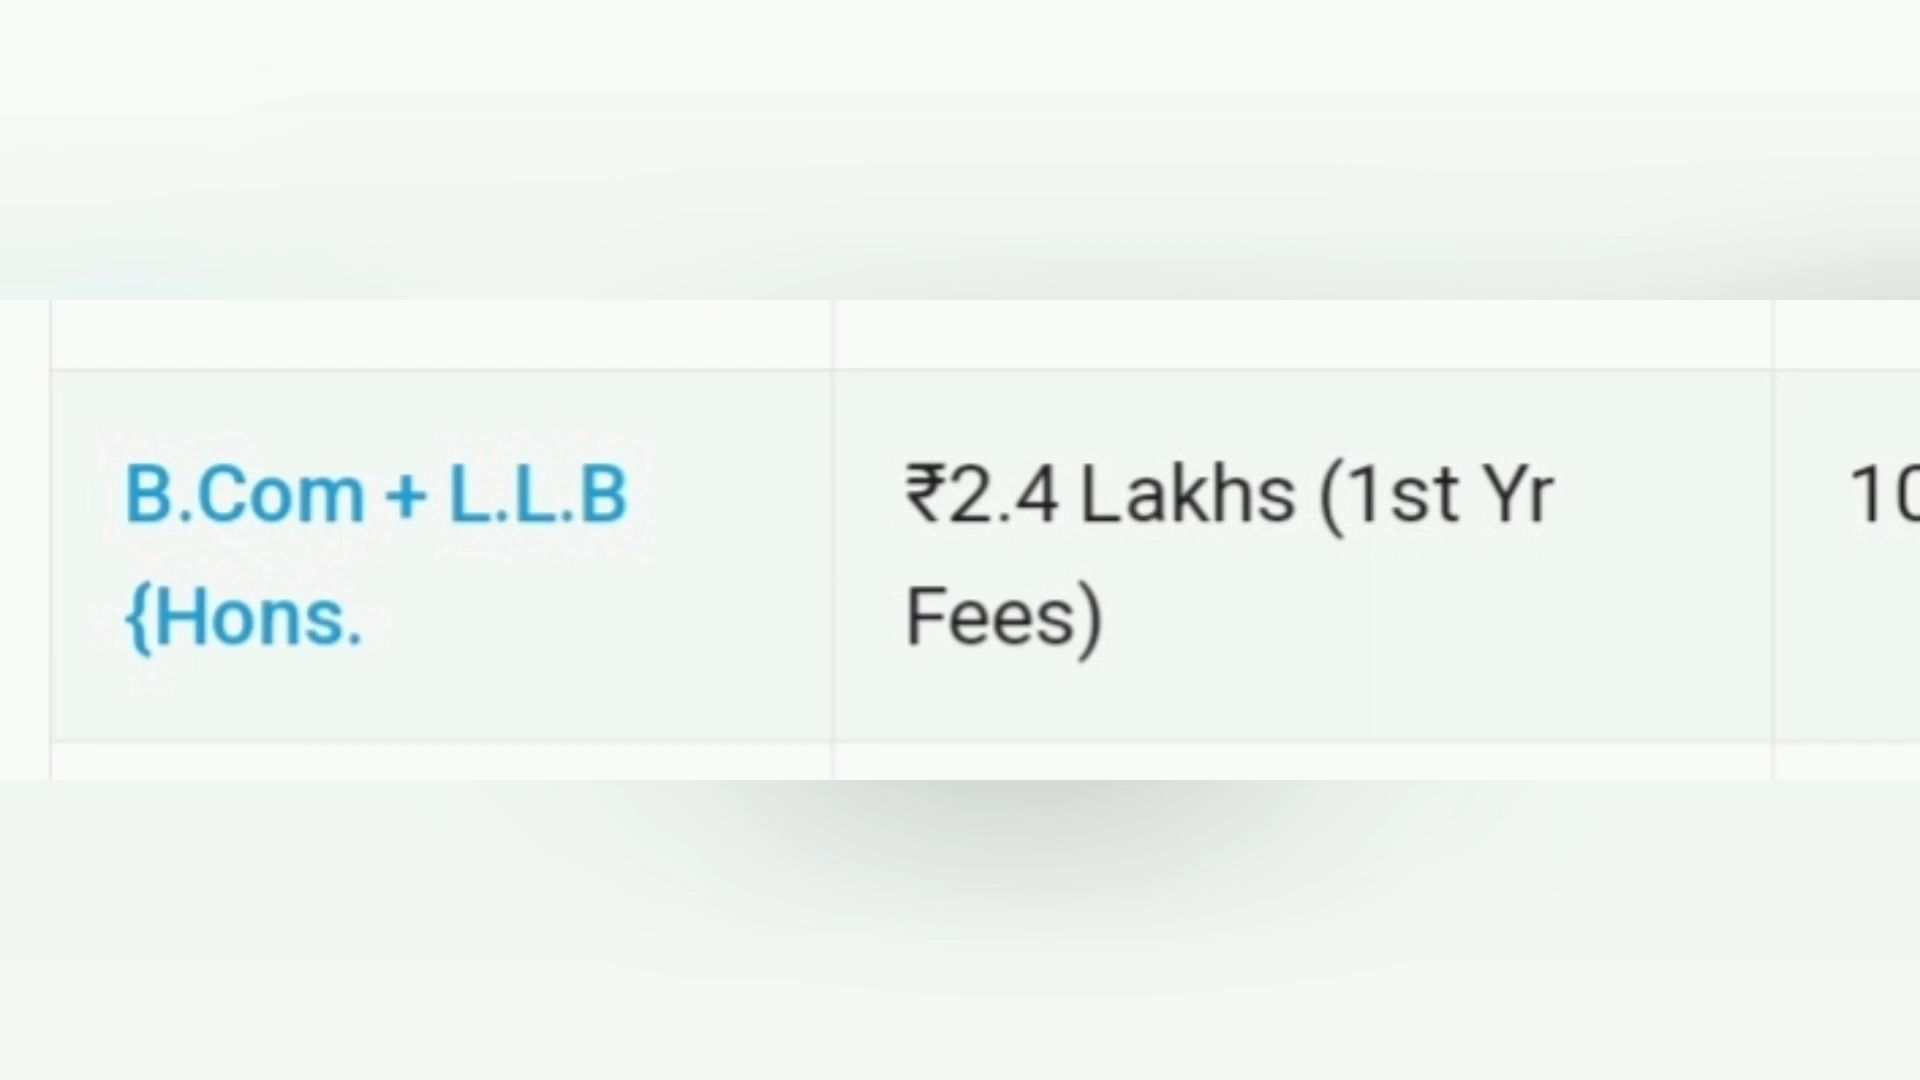 B.Com + L.L.B
{Hons.
₹2.4 Lakhs (1st Yr
Fees)